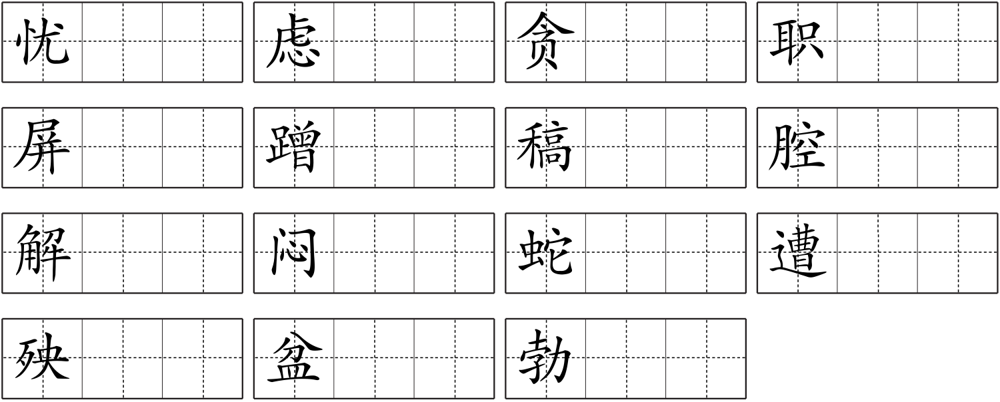 忧 虑 贪 职
屏 蹭 稿 腔
解 闷 蛇 遭
殃 盆 勃